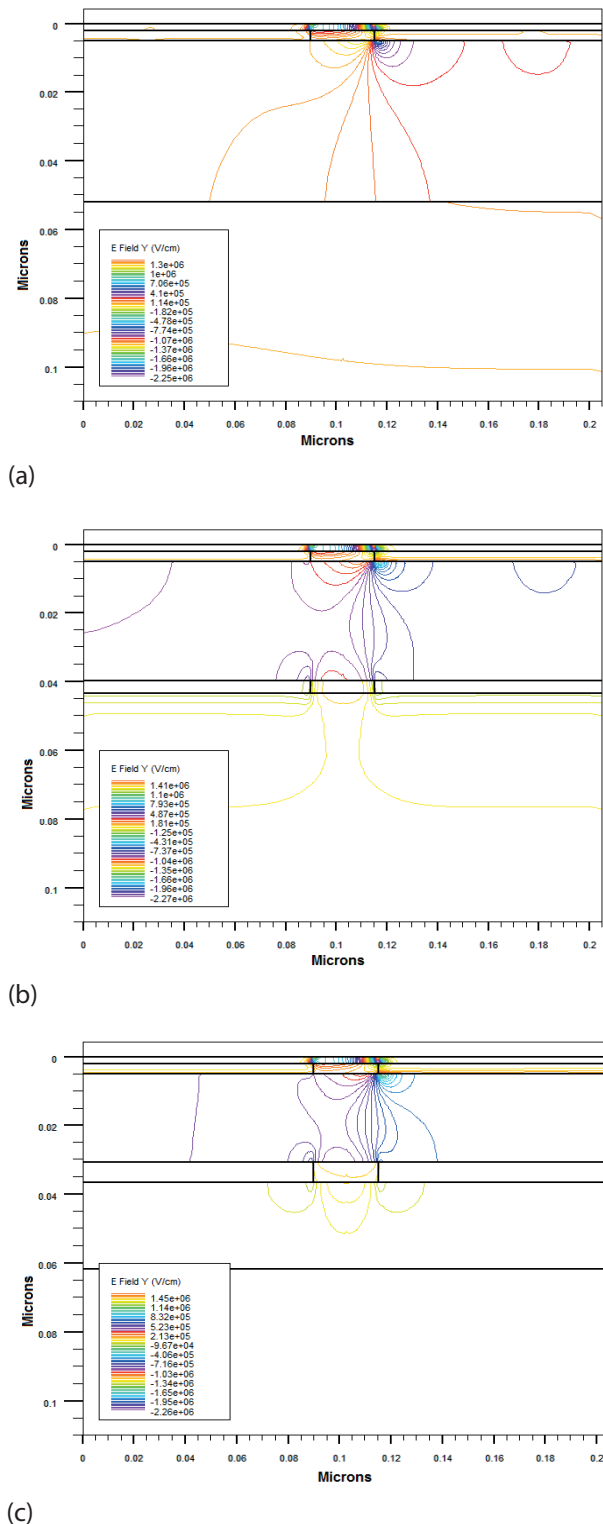 0
0.02
0.04
0.06
0.08
0.1
Microns
E Field Y (V/cm)
1.3e+06
1e+06
7.06e+05
4.1e+05
1.14e+05
-1.82e+05
-4.78e+05
-7.74e+05
-1.07e+06
-1.37e+06
-1.66e+06
-1.96e+06
-2.25e+06
0 0.02 0.04 0.06 0.08 0.1 0.12 0.14 0.16 0.18 0.2
Microns
(a)
0
0.02
0.04
0.06
0.08
0.1
Microns
E Field Y (V/cm)
1.41e+06
1.1e+06
7.93e+05
4.87e+05
1.81e+05
-1.25e+05
-4.31e+05
-7.37e+05
-1.04e+06
-1.35e+06
-1.66e+06
-1.96e+06
-2.27e+06
0 0.02 0.04 0.06 0.08 0.1 0.12 0.14 0.16 0.18 0.2
Microns
(b)
0
0.02
0.04
0.06
0.08
0.1
Microns
E Field Y (V/cm)
1.45e+06
1.14e+06
8.32e+05
5.23e+05
2.13e+05
-9.67e+04
-4.06e+05
-7.16e+05
-1.03e+06
-1.34e+06
-1.65e+06
-1.95e+06
-2.26e+06
0 0.02 0.04 0.06 0.08 0.1 0.12 0.14 0.16 0.18 0.2
Microns
(c)